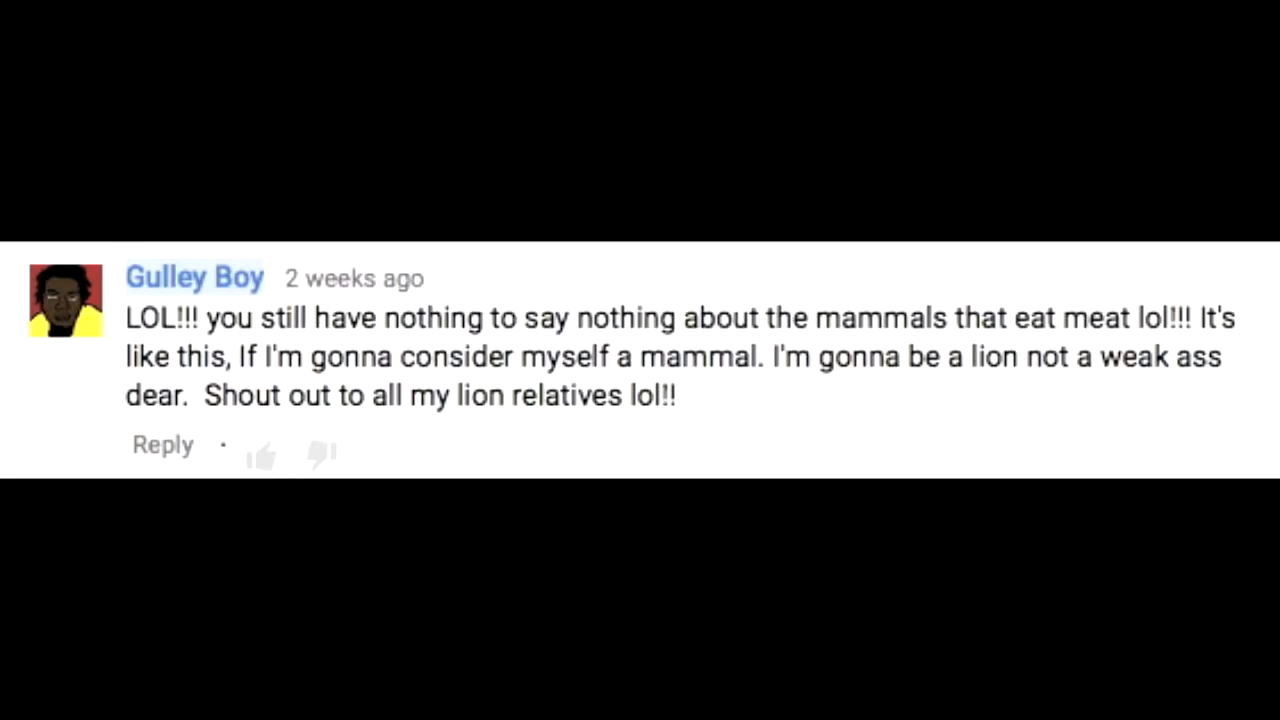 Gulley Boy 2 weeks ago
LOL!!! you still have nothing to say nothing about the mammals that eat meat lol!!! It's
like this, If I'm gonna consider myself a mammal. I'm gonna be a lion not a weak ass
dear.  Shout out to all my lion relatives lol!!
Reply ·